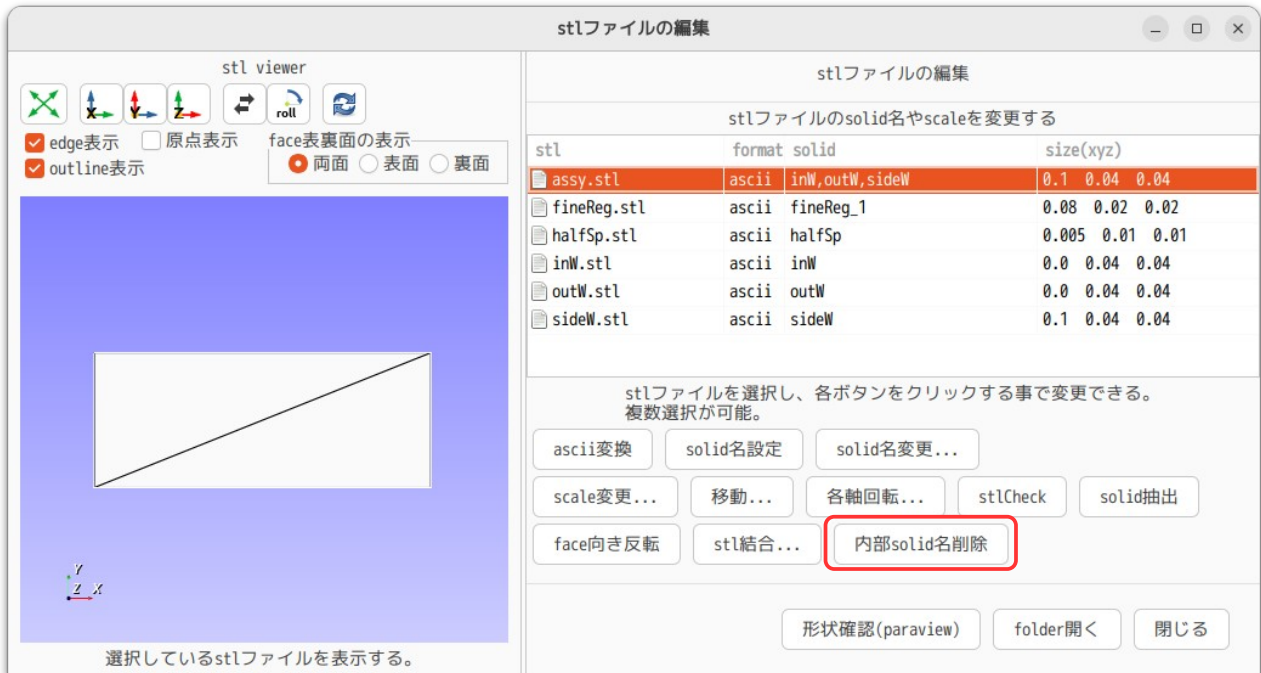 stlファイルの編集
stl viewer
X Y Z roll
edge表示 原点表示 face表裏面の表示
outline表示 両面 表面 裏面
Y
Z X
選択しているstlファイルを表示する。
stlファイルの編集
stlファイルのsolid名やscaleを変更する
stl format solid size(xyz)
assy.stl ascii inW,outW,sideW 0.1 0.04 0.04
fineReg.stl ascii fineReg_1 0.08 0.02 0.02
halfSp.stl ascii halfSp 0.005 0.01 0.01
inW.stl ascii inW 0.0 0.04 0.04
outW.stl ascii outW 0.0 0.04 0.04
sideW.stl ascii sideW 0.1 0.04 0.04
stlファイルを選択し、各ボタンをクリックする事で変更できる。
複数選択が可能。
ascii変換 solid名設定 solid名変更...
scale変更... 移動... 各軸回転... stlCheck solid抽出
face向き反転 stl結合... 内部solid名削除
形状確認(paraview) folder開く 閉じる